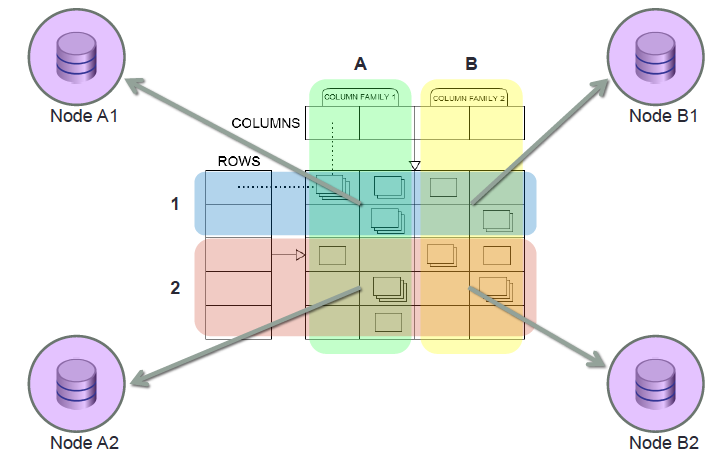 A
B
COLUMN FAMILY 1
COLUMN FAMILY 2
Node A1
Node B1
COLUMNS
ROWS
1
2
Node A2
Node B2